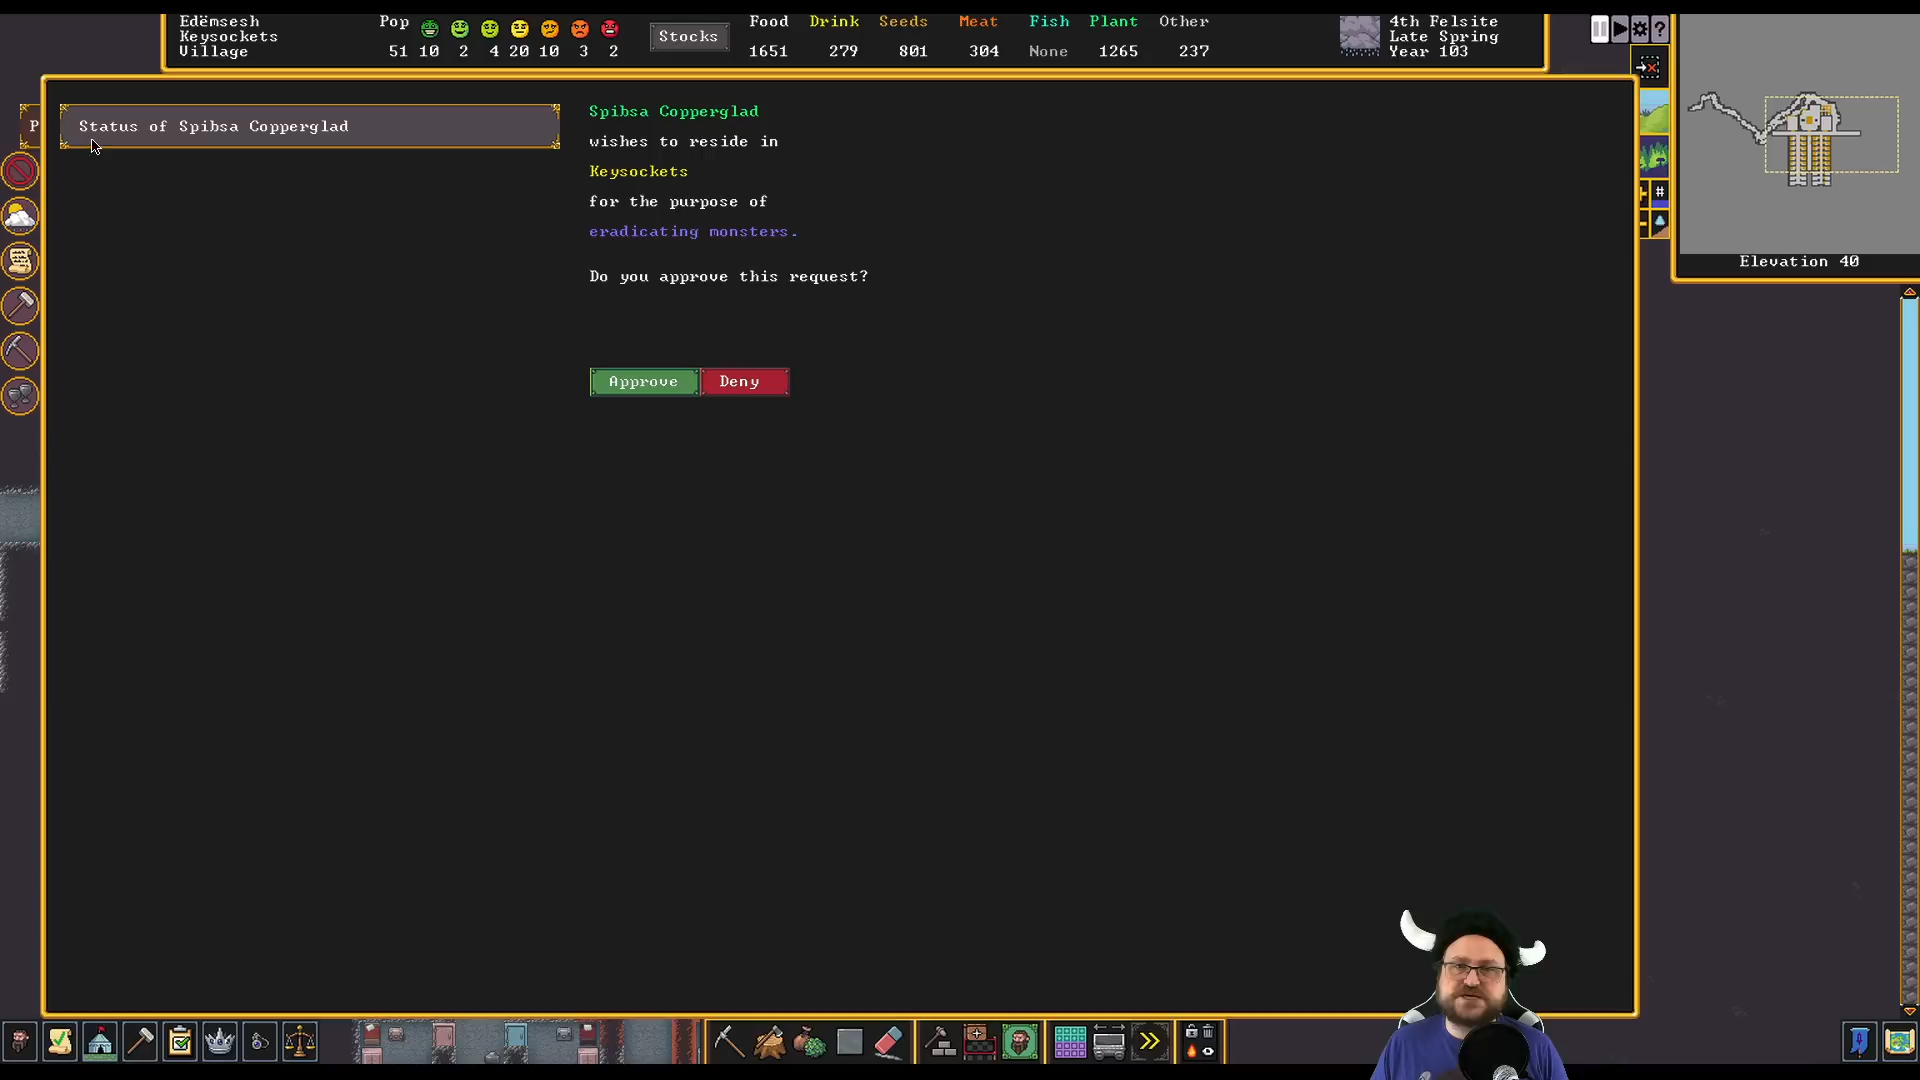 Edëmsesh
Keysockets
Village
Pop
51 10 2 4 20 10 3 2
Stocks
Food Drink Seeds Meat Fish Plant Other
1651 279 801 304 None 1265 237
4th Felsite
Late Spring
Year 103
?
P
Status of Spibsa Copperglad
Spibsa Copperglad
wishes to reside in
Keysockets
for the purpose of
eradicating monsters.
Do you approve this request?
Approve Deny
#
Elevation 40